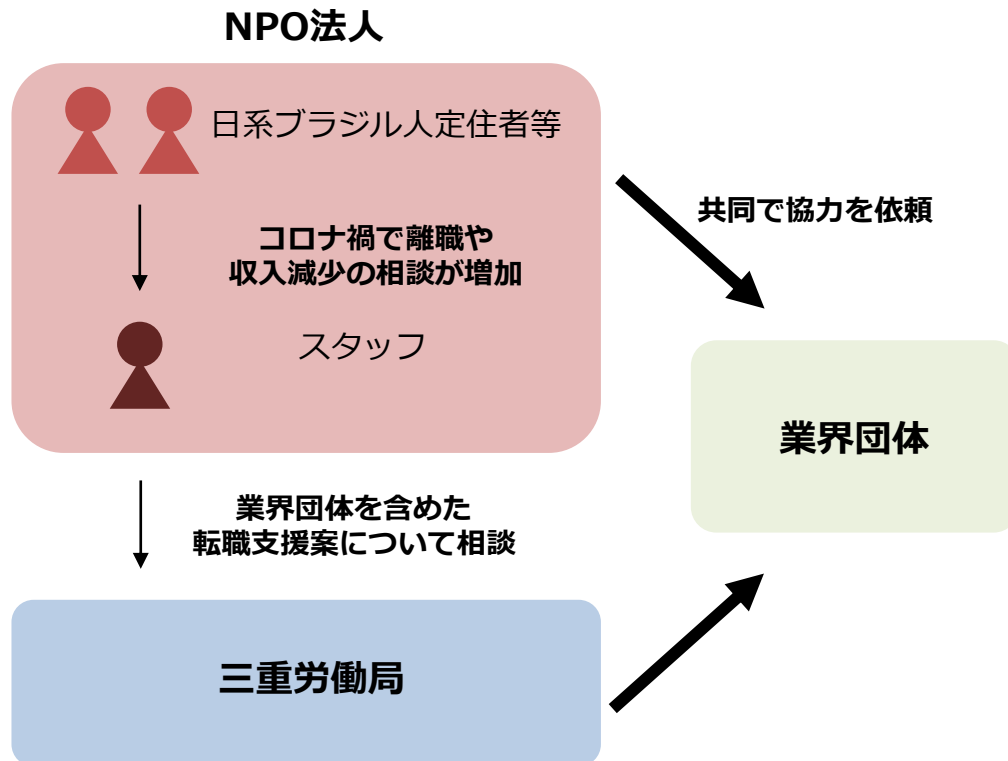 NPO法人
日系ブラジル人定住者等
共同で協力を依頼
コロナ禍で離職や
収入減少の相談が増加
スタッフ
業界団体
業界団体を含めた
転職支援案について相談
三重労働局